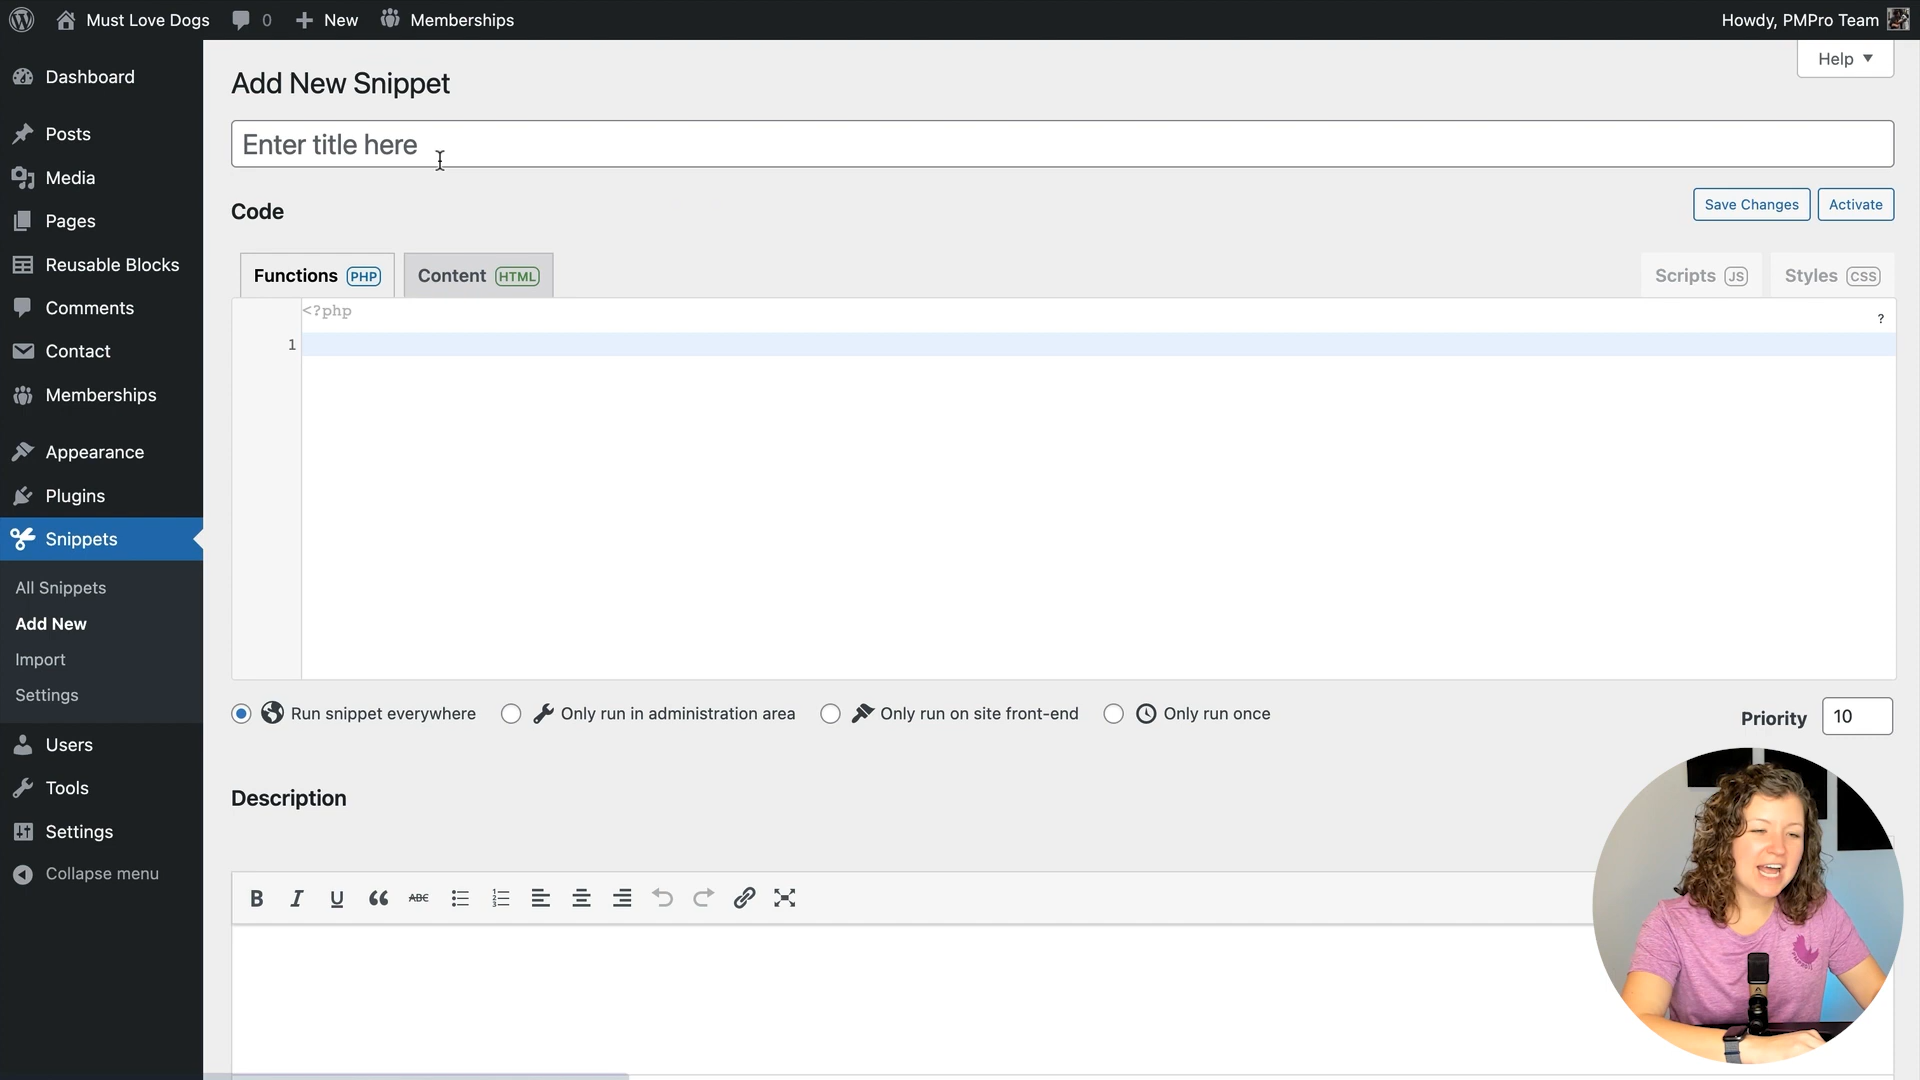 Must Love Dogs 0 New Memberships Howdy, PMPro Team
Help
Dashboard
Posts
Media
Pages
Reusable Blocks
Comments
Contact
Memberships
Appearance
Plugins
Snippets
All Snippets
Add New
Import
Settings
Users
Tools
Settings
Collapse menu
Add New Snippet
Enter title here
Code
Save Changes Activate
Functions PHP Content HTML Scripts JS Styles CSS
<?php
?
1
Run snippet everywhere Only run in administration area Only run on site front-end Only run once Priority 10
Description
B I U ABC